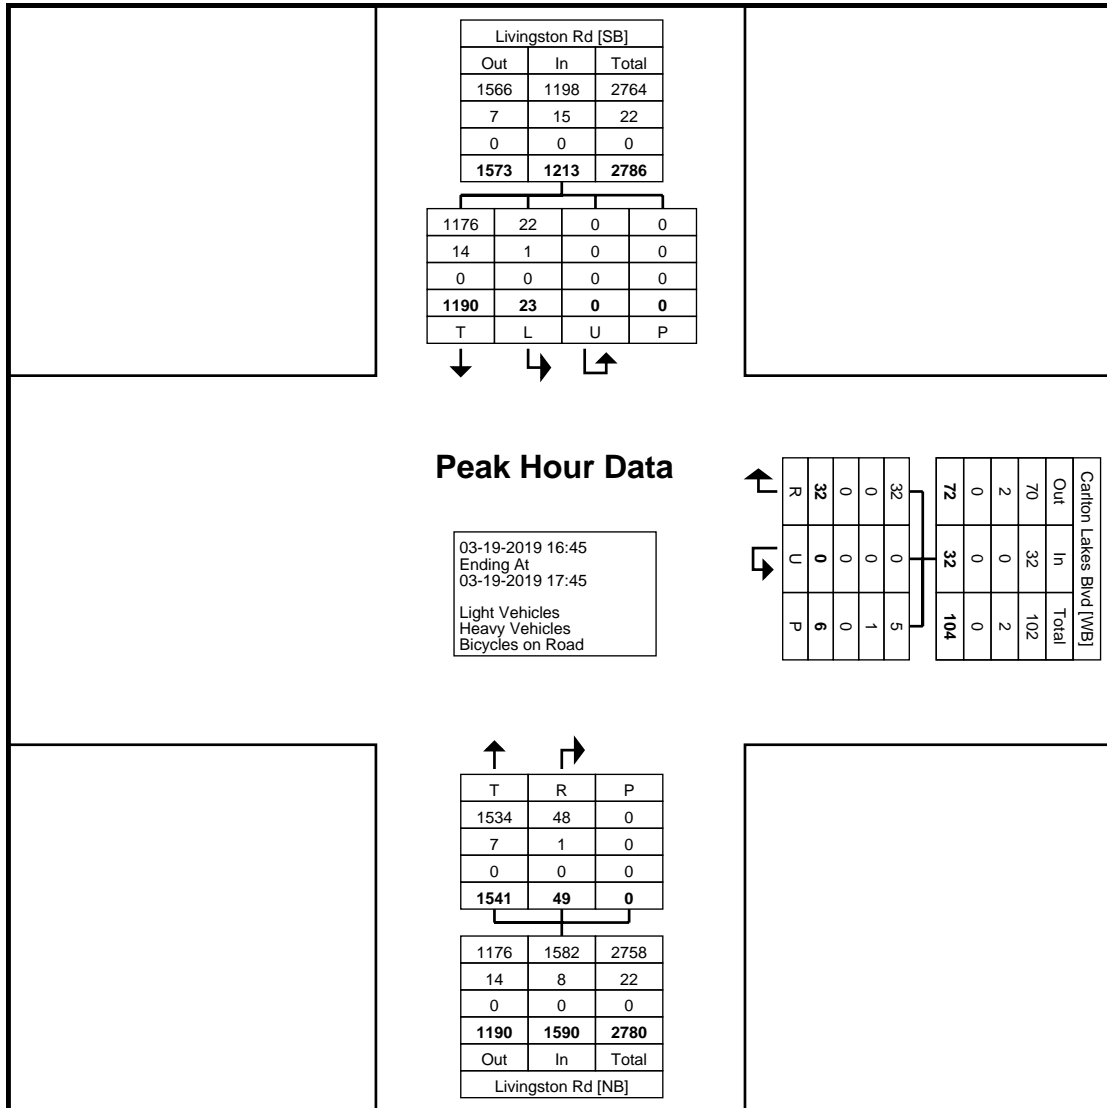 Livingston Rd [SB]
Out In Total
1566 1198 2764
7 15 22
0 0 0
1573 1213 2786
1176 22 0 0
14 1 0 0
0 0 0 0
1190 23 0 0
T L U P
Peak Hour Data
03-19-2019 16:45
Ending At
03-19-2019 17:45
Light Vehicles
Heavy Vehicles
Bicycles on Road
Carlton Lakes Blvd [WB]
Out In Total
70 32 102
2 0 2
0 0 0
72 32 104
32 0 5
0 0 1
0 0 0
32 0 6
R U P
T R P
1534 48 0
7 1 0
0 0 0
1541 49 0
1176 1582 2758
14 8 22
0 0 0
1190 1590 2780
Out In Total
Livingston Rd [NB]